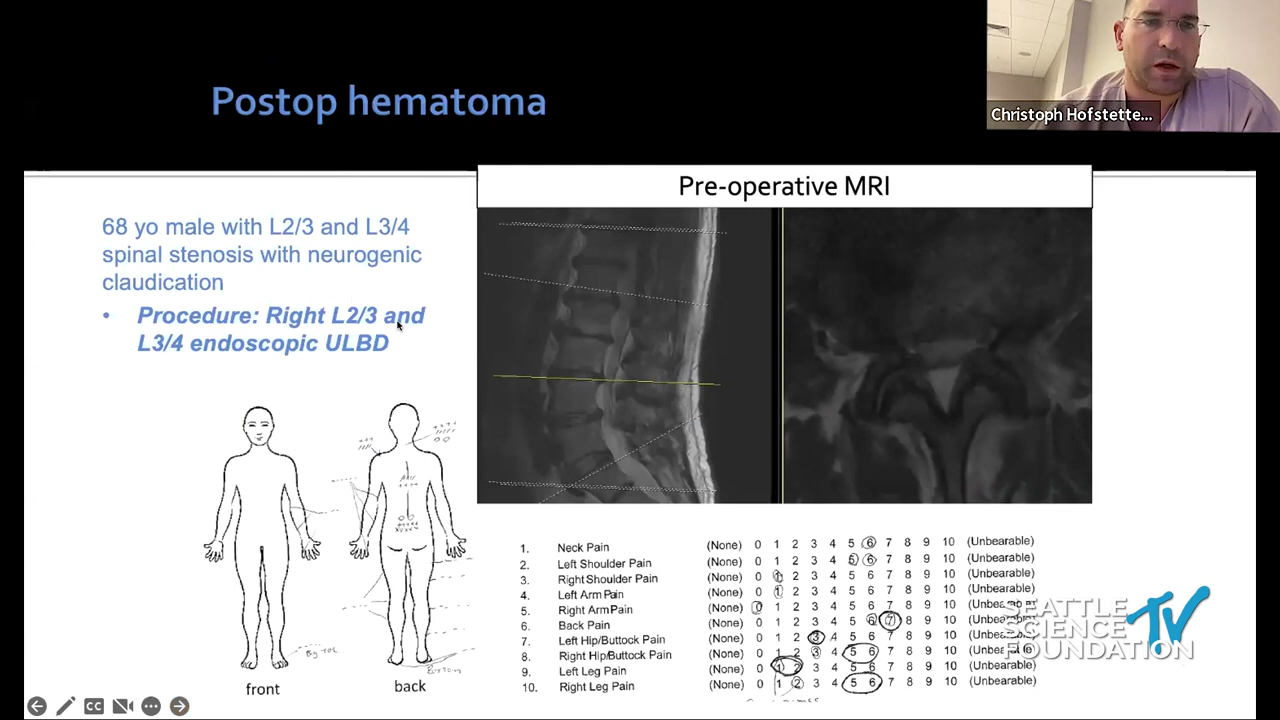 Postop hematoma
Christoph Hofstette...
Pre-operative MRI
68 yo male with L2/3 and L3/4
spinal stenosis with neurogenic
claudication
• Procedure: Right L2/3 and
L3/4 endoscopic ULBD
front
back
Big Toe
Bottom
1. Neck Pain (None) 0 1 2 3 4 5 6 7 8 9 10 (Unbearable)
2. Left Shoulder Pain (None) 0 1 2 3 4 5 6 7 8 9 10 (Unbearable)
3. Right Shoulder Pain (None) 0 1 2 3 4 5 6 7 8 9 10 (Unbearable)
4. Left Arm Pain (None) 0 1 2 3 4 5 6 7 8 9 10 (Unbearable)
5. Right Arm Pain (None) 0 1 2 3 4 5 6 7 8 9 10 (Unbearable)
6. Back Pain (None) 0 1 2 3 4 5 6 7 8 9 10 (Unbearable)
7. Left Hip/Buttock Pain (None) 0 1 2 3 4 5 6 7 8 9 10 (Unbearable)
8. Right Hip/Buttock Pain (None) 0 1 2 3 4 5 6 7 8 9 10 (Unbearable)
9. Left Leg Pain (None) 0 1 2 3 4 5 6 7 8 9 10 (Unbearable)
10. Right Leg Pain (None) 0 1 2 3 4 5 6 7 8 9 10 (Unbearable)
SEATTLE
SCIENCE
FOUNDATION
TV
CC